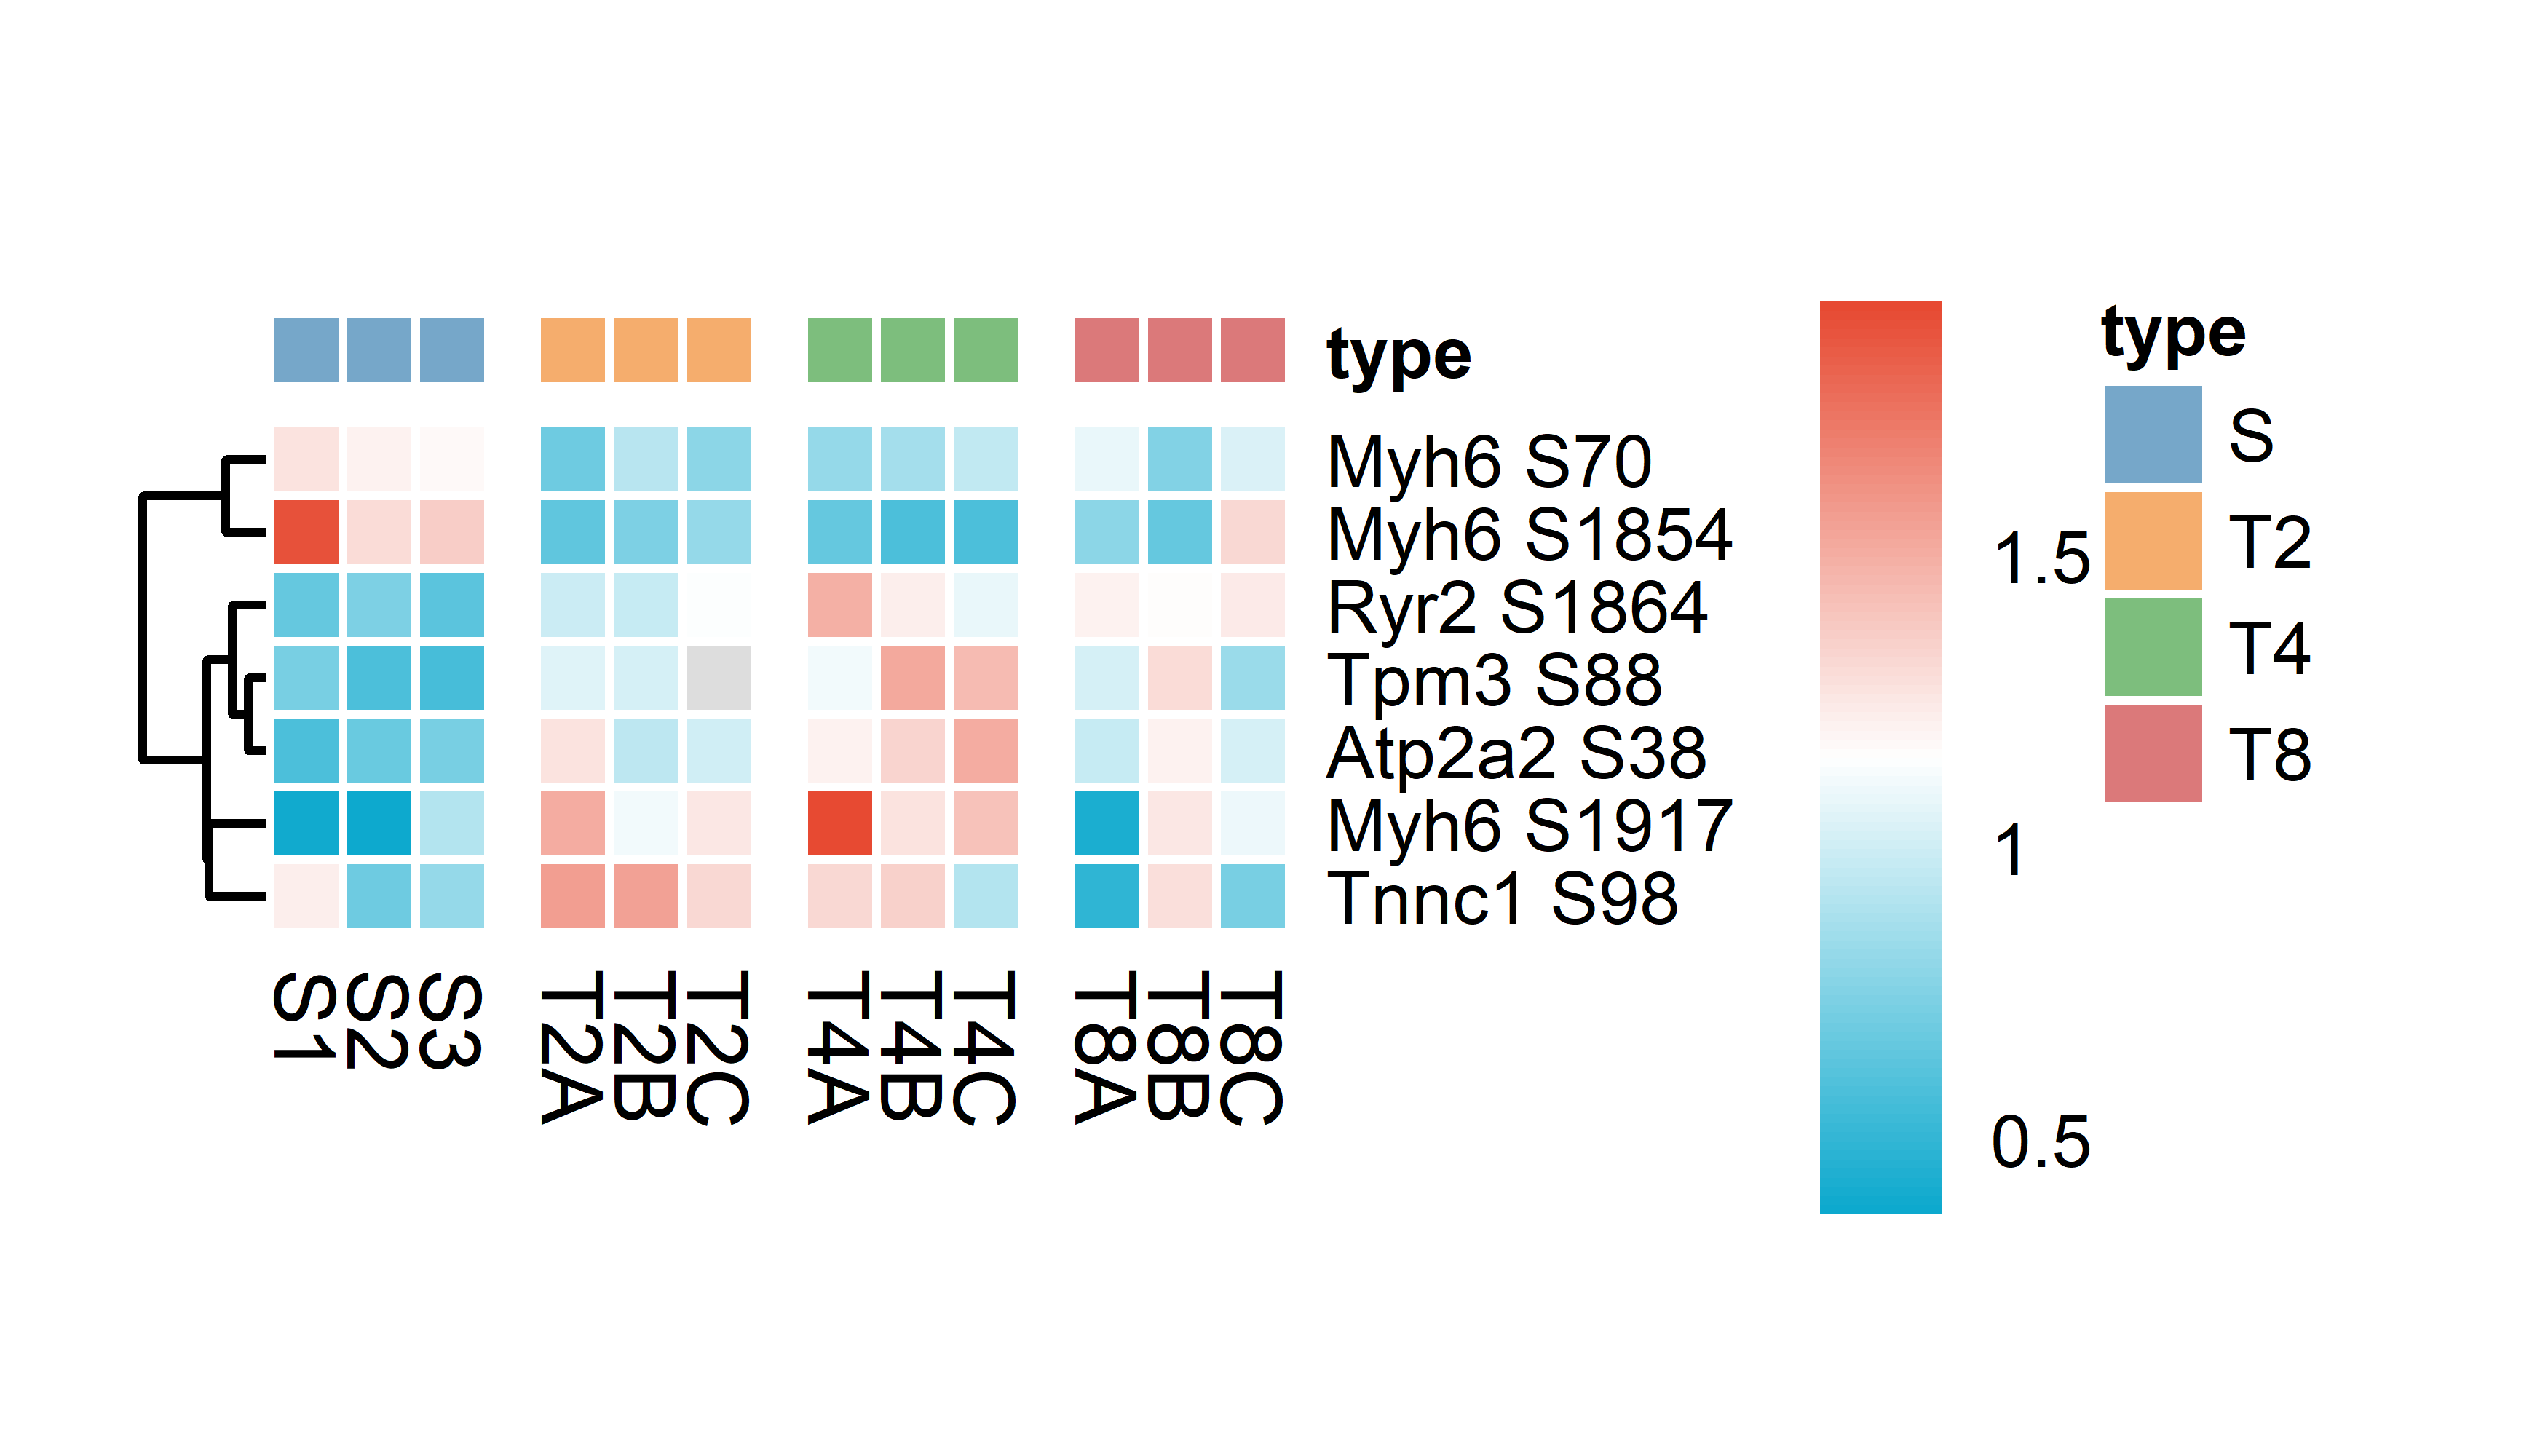 type
Myh6 S70
Myh6 S1854
Ryr2 S1864
Tpm3 S88
Atp2a2 S38
Myh6 S1917
Tnnc1 S98
S1
S2
S3
T2A
T2B
T2C
T4A
T4B
T4C
T8A
T8B
T8C
1.5
1
0.5
type
S
T2
T4
T8